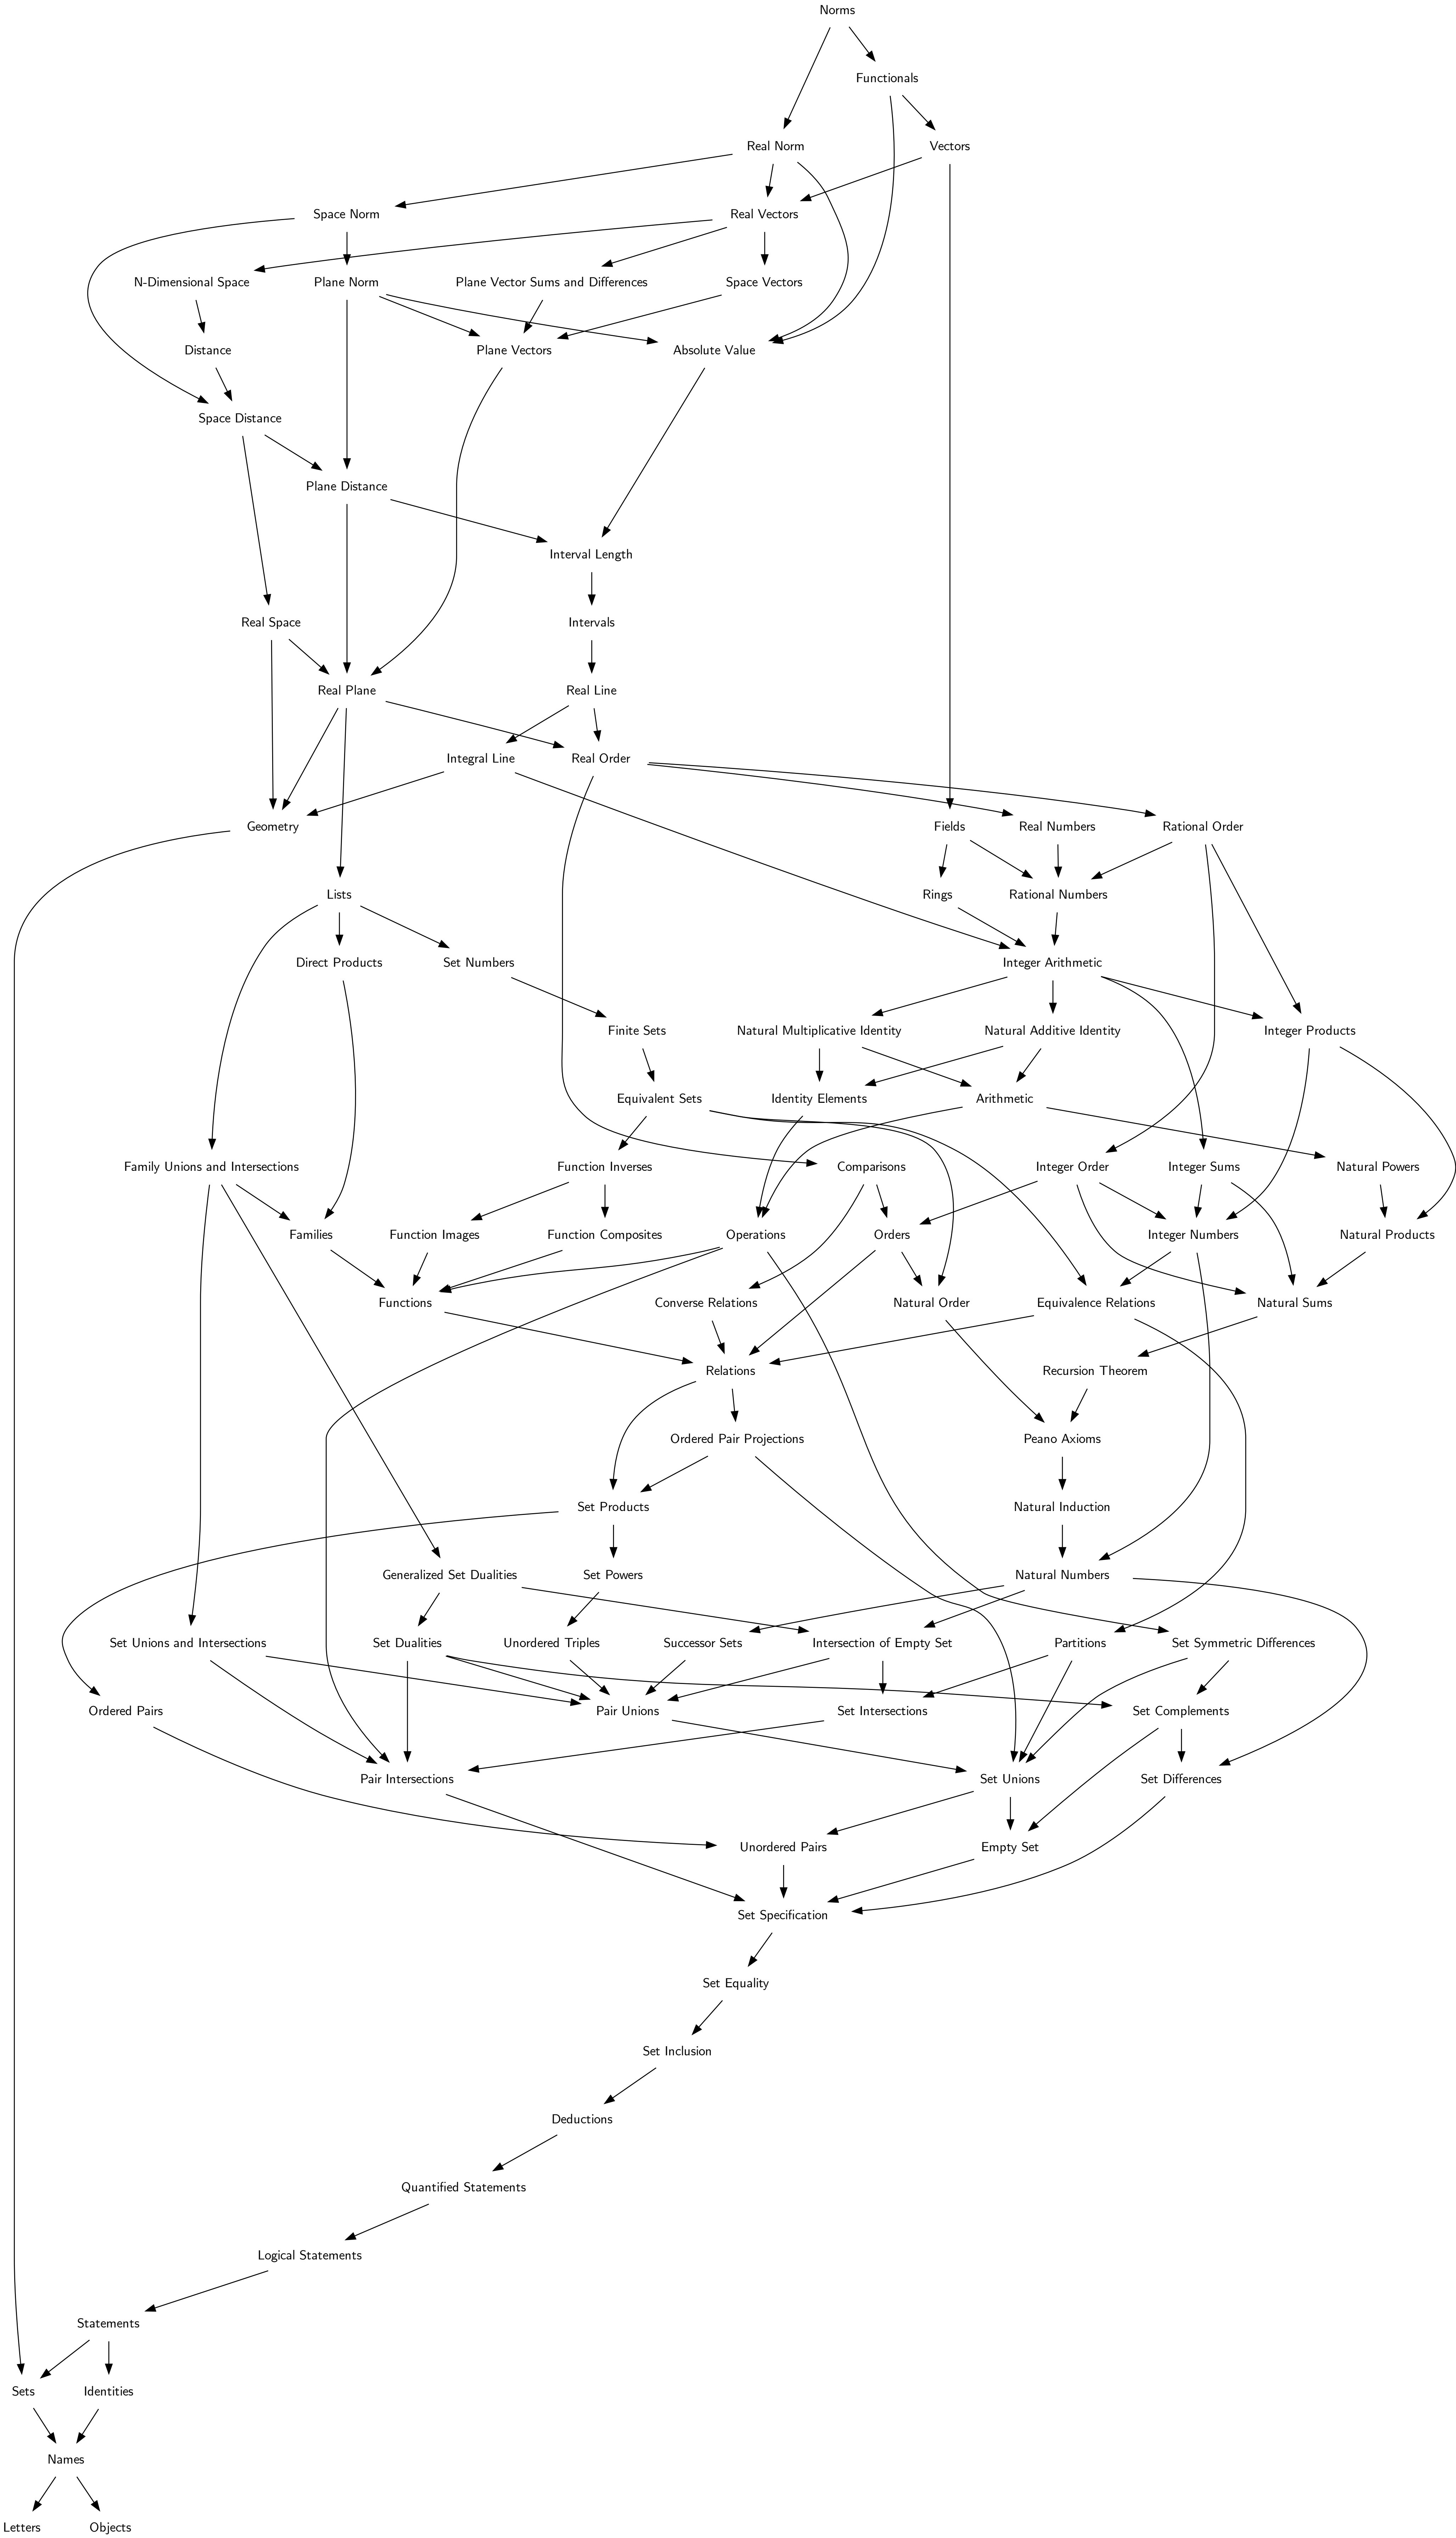 Norms
Functionals
Real Norm
Vectors
Space Norm
Real Vectors
N-Dimensional Space
Plane Norm
Plane Vector Sums and Differences
Space Vectors
Distance
Plane Vectors
Absolute Value
Space Distance
Plane Distance
Interval Length
Real Space
Intervals
Real Plane
Real Line
Integral Line
Real Order
Geometry
Fields
Real Numbers
Rational Order
Lists
Rings
Rational Numbers
Direct Products
Set Numbers
Integer Arithmetic
Finite Sets
Natural Multiplicative Identity
Natural Additive Identity
Integer Products
Equivalent Sets
Identity Elements
Arithmetic
Family Unions and Intersections
Function Inverses
Comparisons
Integer Order
Integer Sums
Natural Powers
Families
Function Images
Function Composites
Operations
Orders
Integer Numbers
Natural Products
Functions
Converse Relations
Natural Order
Equivalence Relations
Natural Sums
Relations
Recursion Theorem
Ordered Pair Projections
Peano Axioms
Set Products
Natural Induction
Generalized Set Dualities
Set Powers
Natural Numbers
Set Unions and Intersections
Set Dualities
Unordered Triples
Successor Sets
Intersection of Empty Set
Partitions
Set Symmetric Differences
Ordered Pairs
Pair Unions
Set Intersections
Set Complements
Pair Intersections
Set Unions
Set Differences
Unordered Pairs
Empty Set
Set Specification
Set Equality
Set Inclusion
Deductions
Quantified Statements
Logical Statements
Statements
Sets
Identities
Names
Letters
Objects